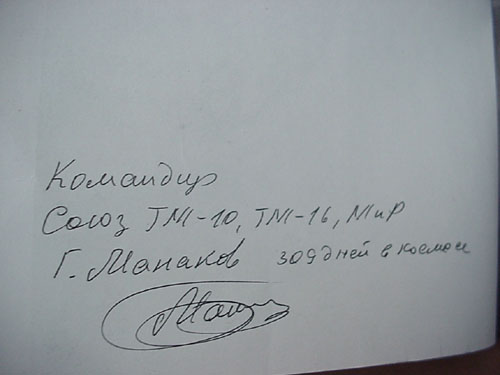 Командир
Союз ТМ-10, ТМ-16, Мир
Г. Манаков 309 дней в космосе